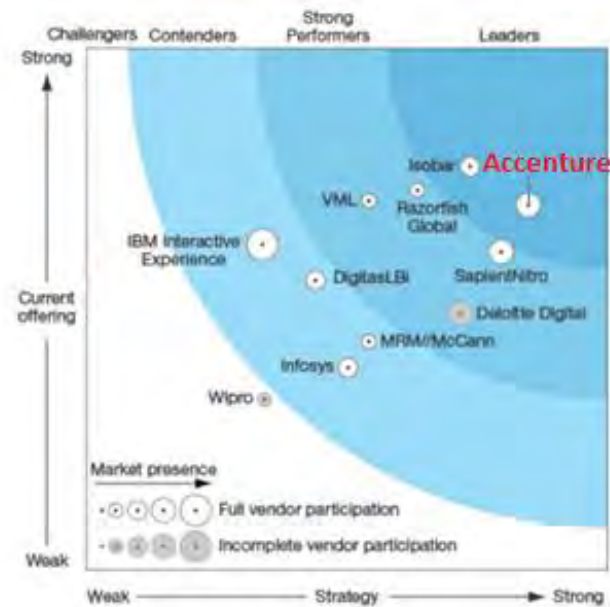 Challengers Contenders Strong Performers Leaders
Strong
Isobar Accenture
VML Razorfish
Global
IBM Interactive
Experience
SapientNitro
DigitasLBi
Current
offering
Deloitte Digital
MRM//McCann
Infosys
Wipro
Market presence
Full vendor participation
Incomplete vendor participation
Weak
Weak Strategy Strong